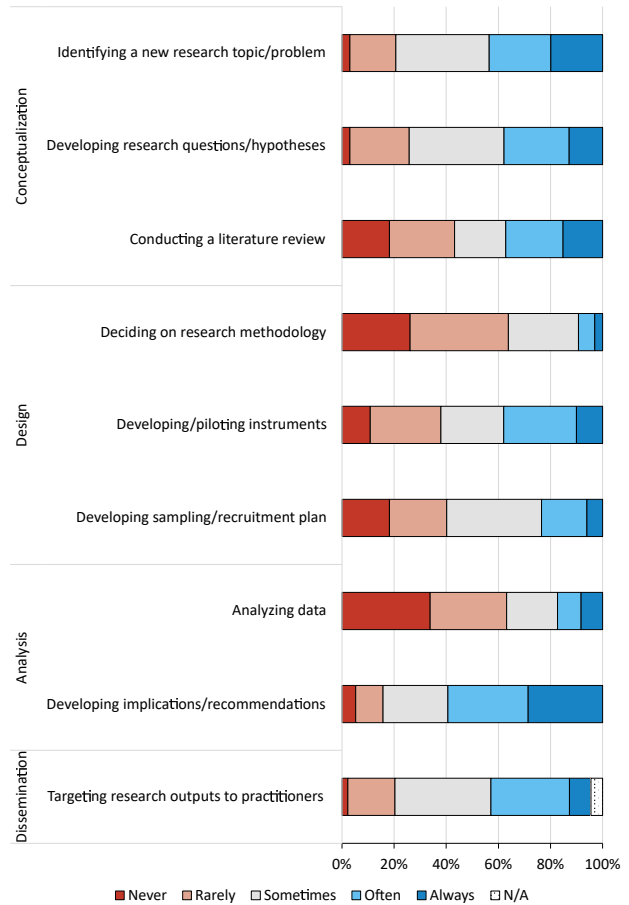 Conceptualization
Identifying a new research topic/problem
Developing research questions/hypotheses
Conducting a literature review
Design
Deciding on research methodology
Developing/piloting instruments
Developing sampling/recruitment plan
Analysis
Analyzing data
Developing implications/recommendations
Dissemination
Targeting research outputs to practitioners
0% 20% 40% 60% 80% 100%
Never Rarely Sometimes Often Always N/A